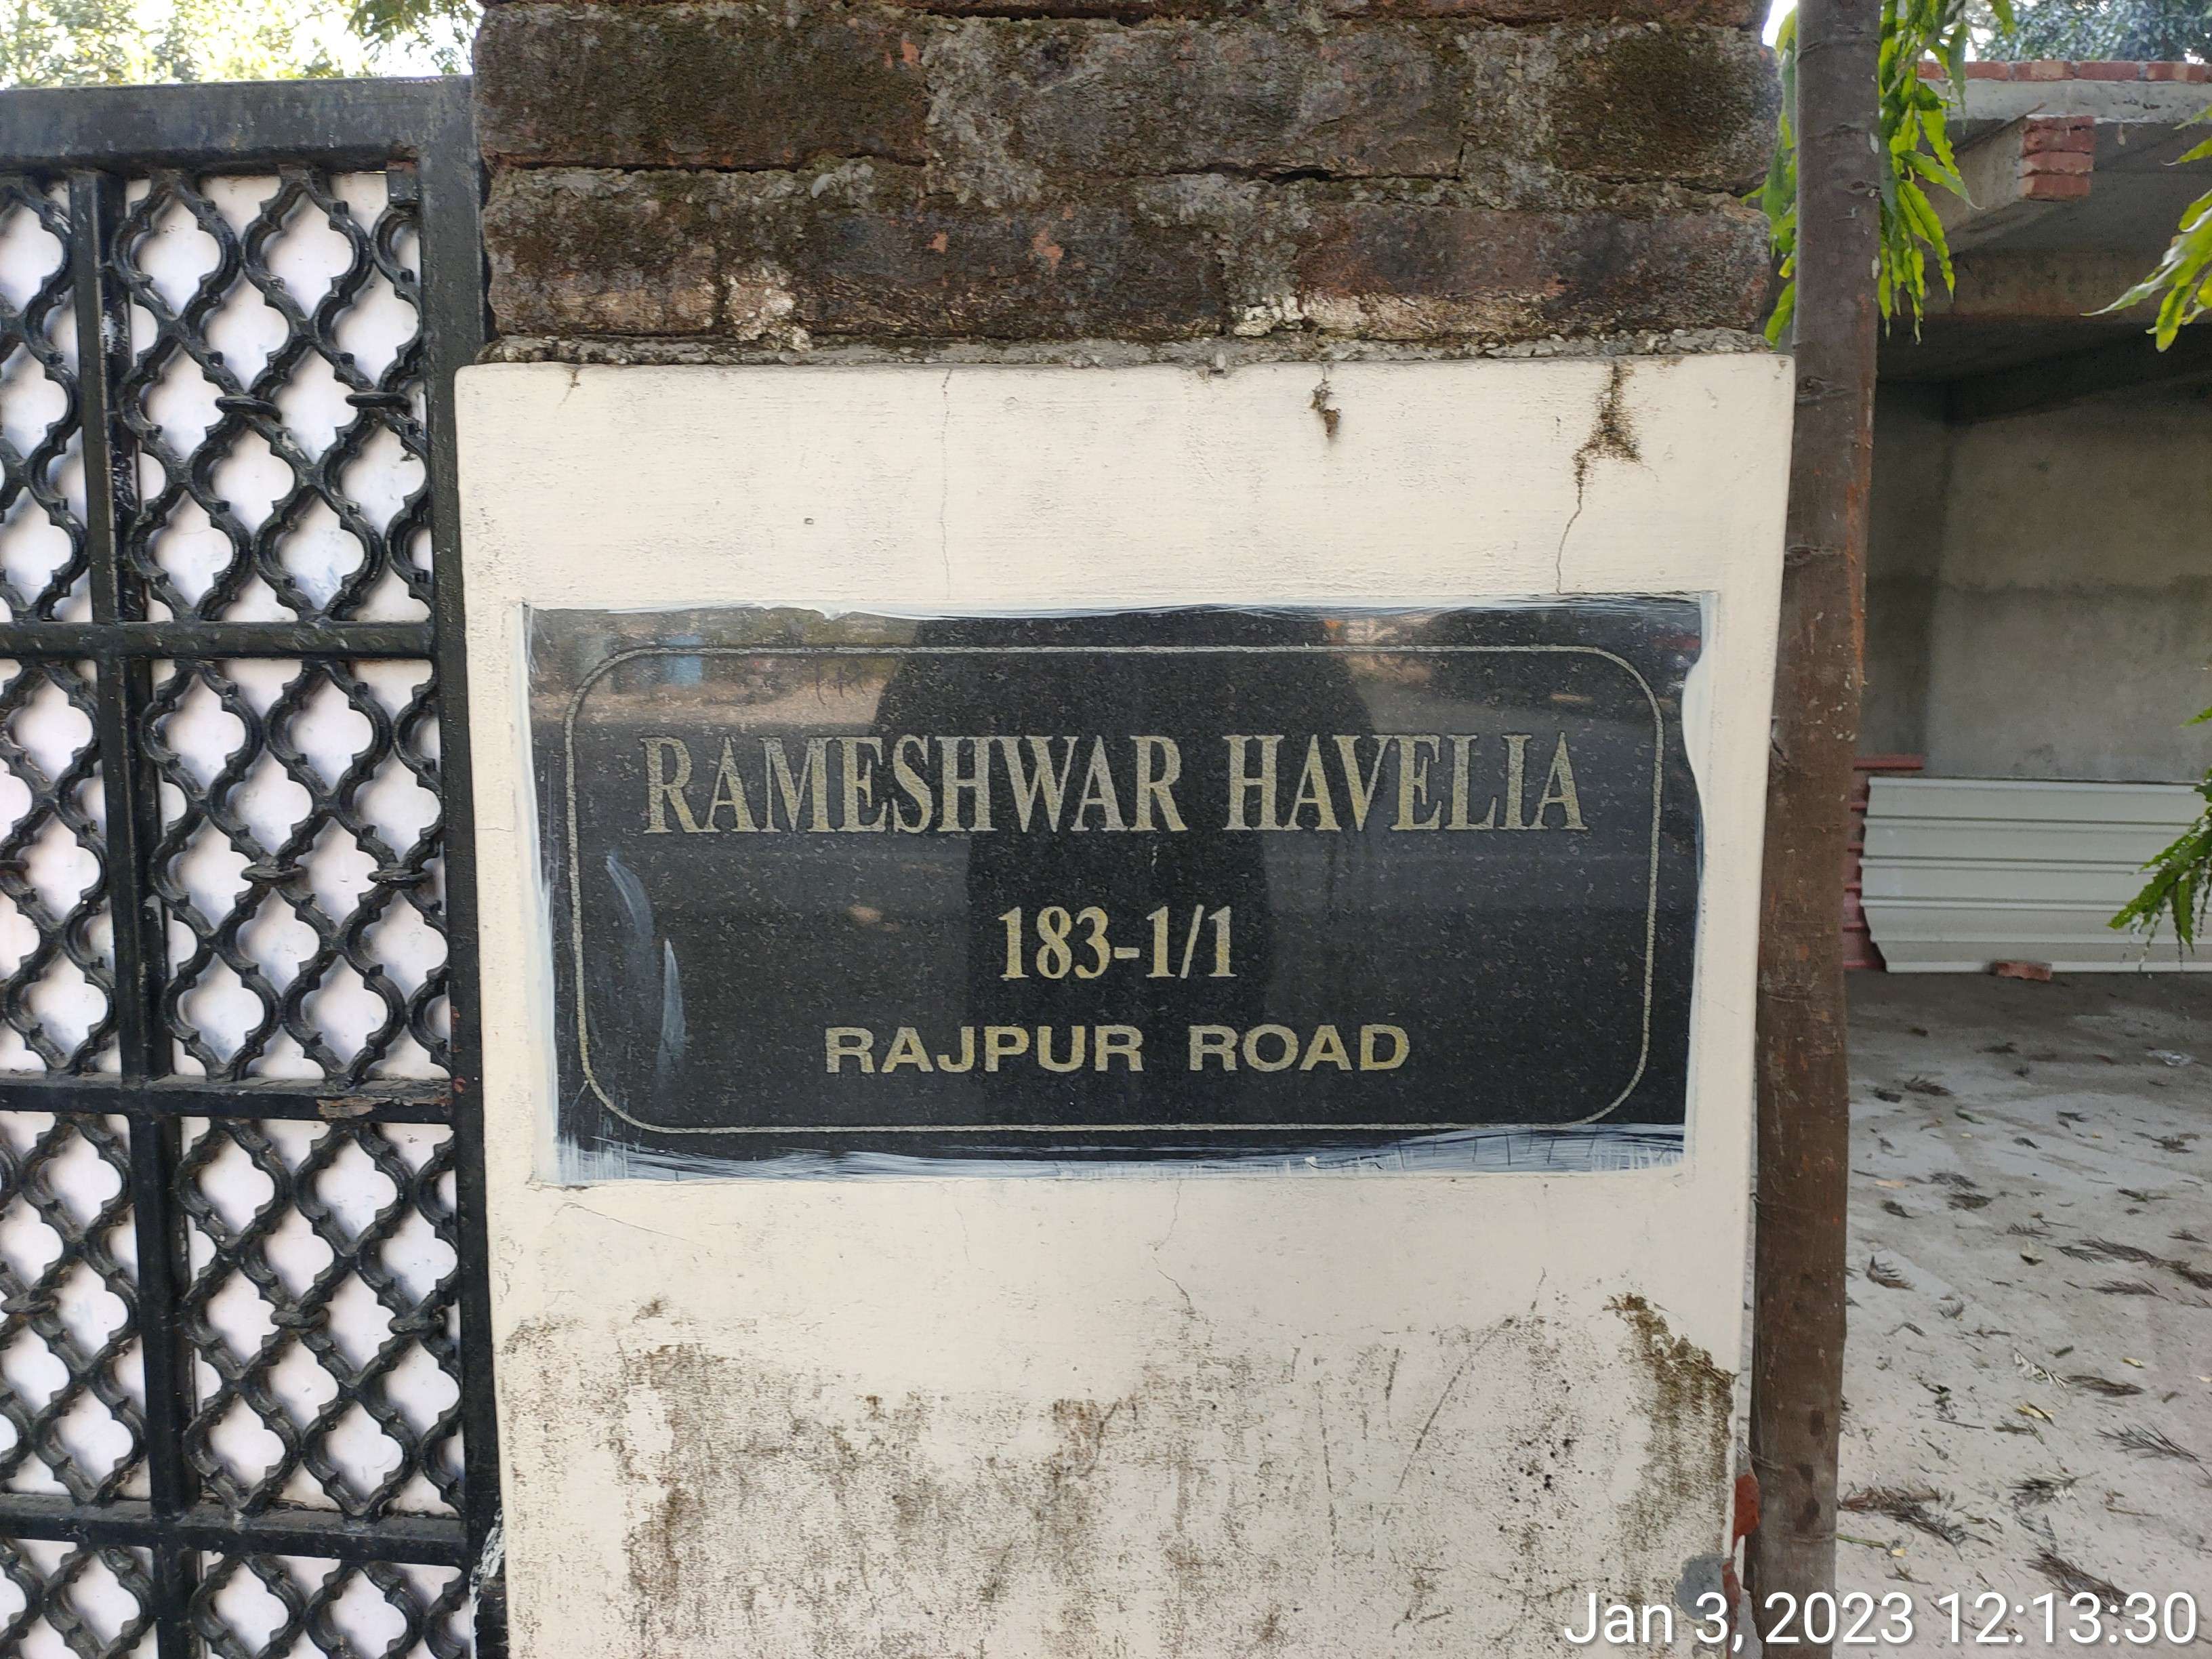 RAMESHWAR HAVELIA
183-1/1
RAJPUR ROAD
Jan 3, 2023 12:13:30